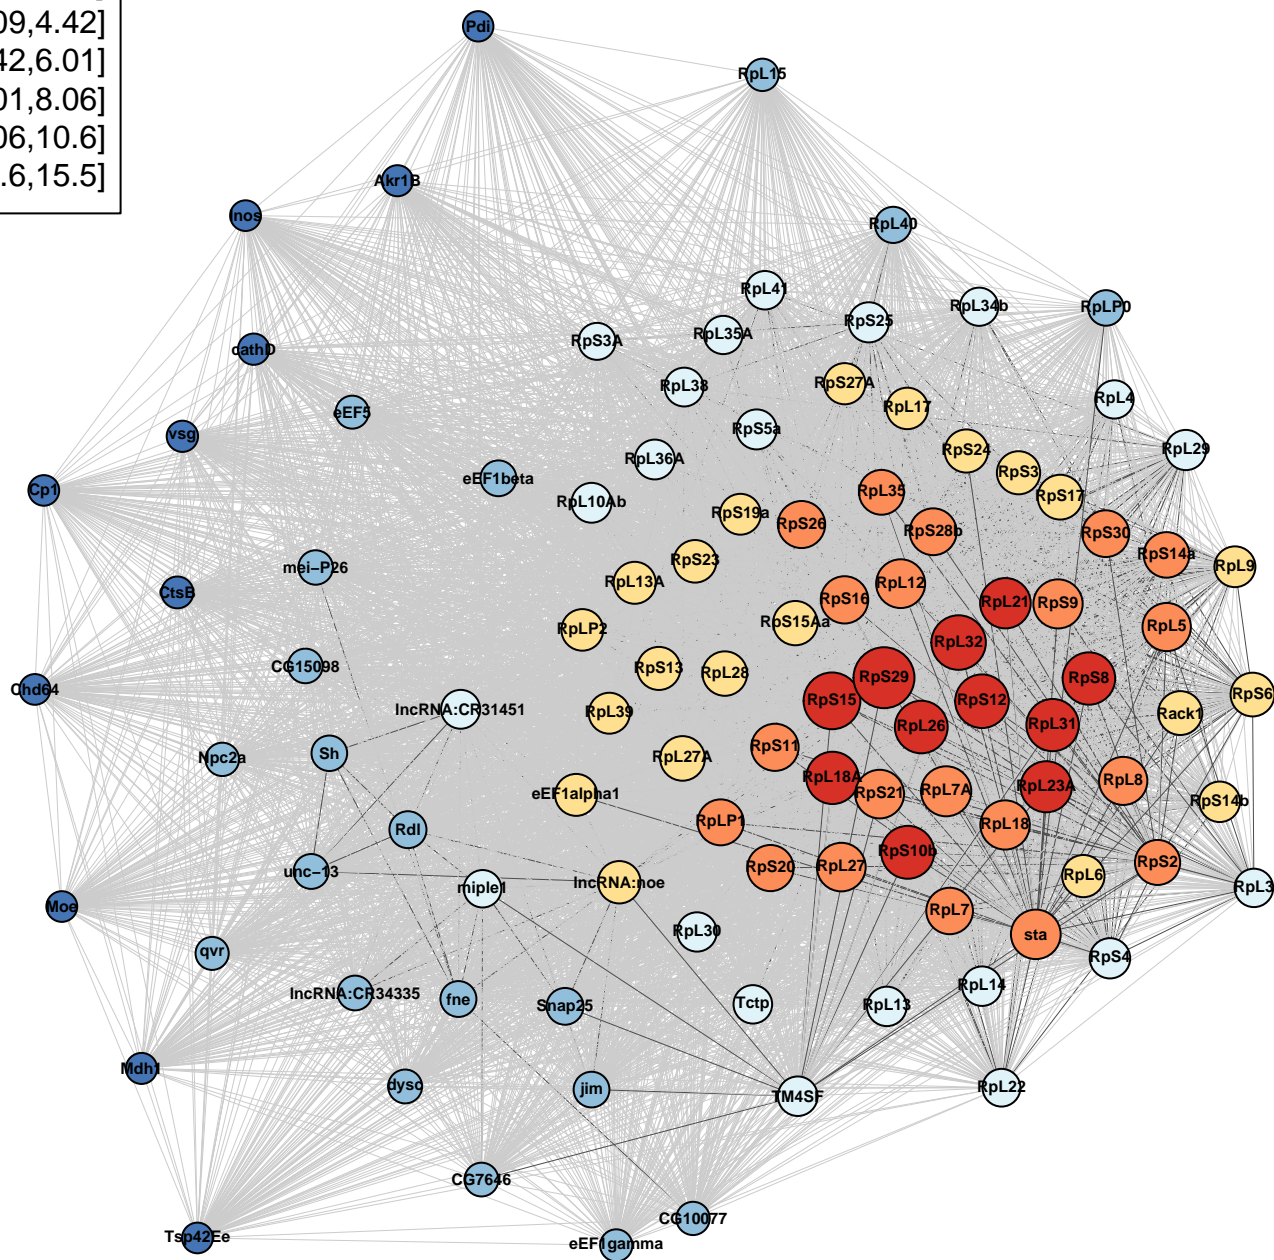 09,4.42]
42,6.01]
01,8.06]
06,10.6]
.6,15.5]
Pdi
RpL15
Akr1B
RpL40
RpL41
RpL34b
RpLP0
RpS25
RpS3A
RpL35A
cathD
RpL38
RpS27A
RpL4
eEF5
RpL17
vsg
RpS5a
RpL29
RpS24
RpL36A
RpS3
eEF1beta
Cp1
RpL35
RpS17
RpL10Ab
RpS19a
RpS26
RpS28b
RpS30
RpS14a
RpS23
mei−P26
RpL9
RpL13A
RpL12
CtsB
RpS16
RpL21
RpS9
RpLP2
RpS15Aa
RpL5
RpL32
CG15098
RpS13
RpL28
RpS29
RpS8
Chd64
RpS6
RpS15
RpS12
lncRNA:CR31451
RpL39
Rack1
RpL26
RpL31
RpS11
Sh
Npc2a
RpL27A
RpL18A
RpL8
RpL23A
eEF1alpha1
RpS21
RpL7A
RpS14b
RpLP1
RpL18
Rdl
RpS10b
RpS2
RpS20
RpL27
unc−13
RpL6
lncRNA:noe
miple1
RpL3
Moe
RpL7
RpL30
sta
qvr
RpS4
RpL14
lncRNA:CR34335
fne
Snap25
Tctp
RpL13
Mdh1
dysc
jim
RpL22
TM4SF
CG7646
CG10077
Tsp42Ee
eEF1gamma